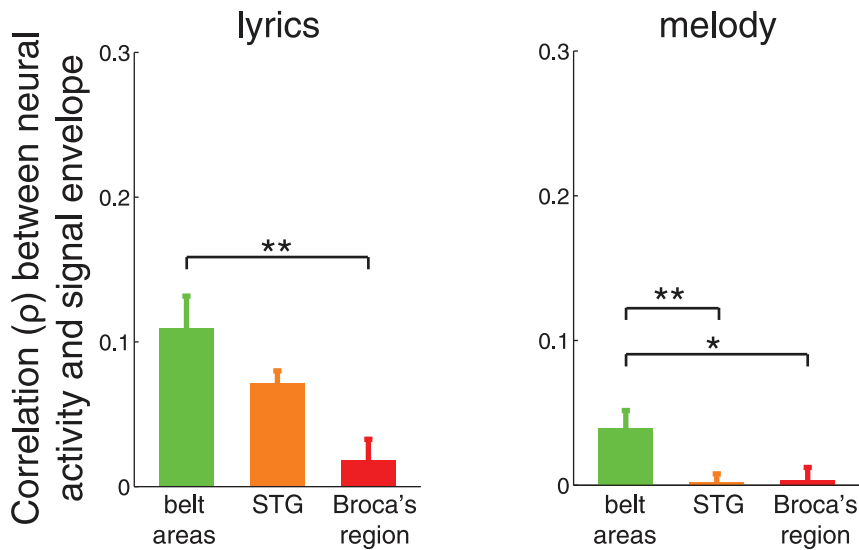 Correlation (ρ) between neural
activity and signal envelope
lyrics
0.3
0.2
0.1
0
**
belt
areas
STG
Broca's
region
melody
0.3
0.2
0.1
0
**
*
belt
areas
STG
Broca's
region